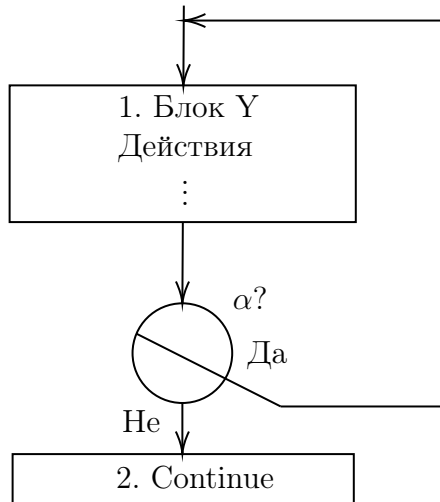 1. Блок Y
Действия
⋮
α?
Да
Не
2. Continue